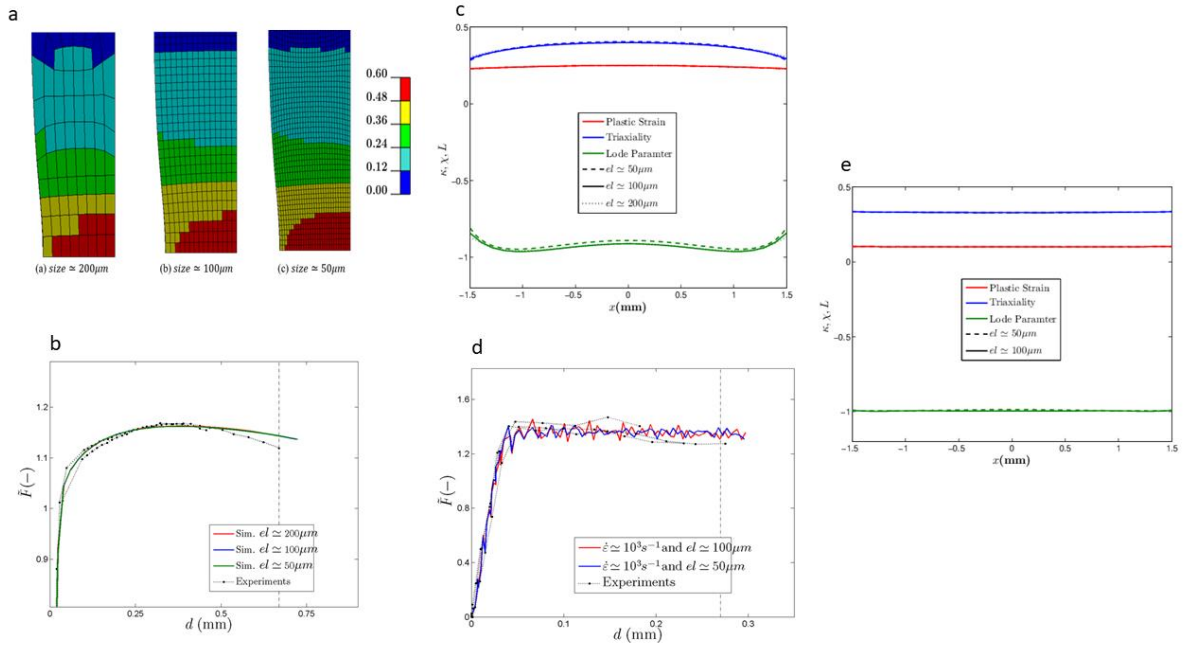 a
0.60
0.48
0.36
0.24
0.12
0.00
(a) size ≃ 200μm
(b) size ≃ 100μm
(c) size ≃ 50μm
b
1.2
1.1
0.9
F̃(−)
0
0.25
0.50
0.75
d (mm)
Sim. el ≃ 200μm
Sim. el ≃ 100μm
Sim. el ≃ 50μm
Experiments
c
0.5
0
−0.5
−1
κ, χ, L
Plastic Strain
Triaxiality
Lode Paramter
el ≃ 50μm
el ≃ 100μm
el ≃ 200μm
−1.5
−1
−0.5
0
0.5
1
1.5
x(mm)
d
1.8
1.4
1.0
0.8
0.4
0
F̃(−)
0
0.1
0.2
0.3
d (mm)
ε̇ ≃ 10³s⁻¹ and el ≃ 100μm
ε̇ ≃ 10³s⁻¹ and el ≃ 50μm
Experiments
e
0.5
0
−0.5
−1
κ, χ, L
Plastic Strain
Triaxiality
Lode Paramter
el ≃ 50μm
el ≃ 100μm
−1.5
−1
−0.5
0
0.5
1
1.5
x(mm)